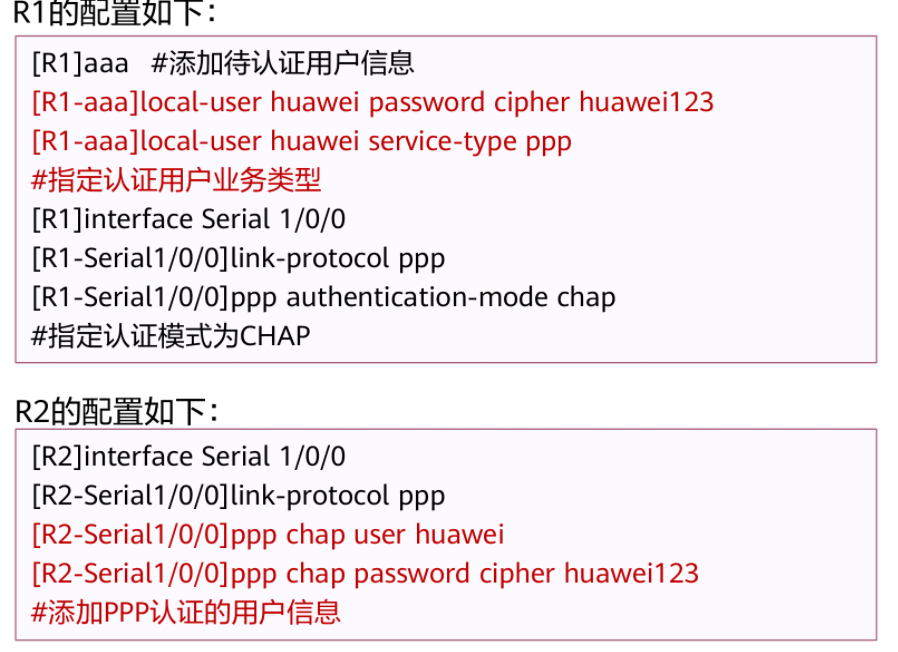 R1的配置如下：
[R1]aaa #添加待认证用户信息
[R1-aaa]local-user huawei password cipher huawei123
[R1-aaa]local-user huawei service-type ppp
#指定认证用户业务类型
[R1]interface Serial 1/0/0
[R1-Serial1/0/0]link-protocol ppp
[R1-Serial1/0/0]ppp authentication-mode chap
#指定认证模式为CHAP
R2的配置如下：
[R2]interface Serial 1/0/0
[R2-Serial1/0/0]link-protocol ppp
[R2-Serial1/0/0]ppp chap user huawei
[R2-Serial1/0/0]ppp chap password cipher huawei123
#添加PPP认证的用户信息